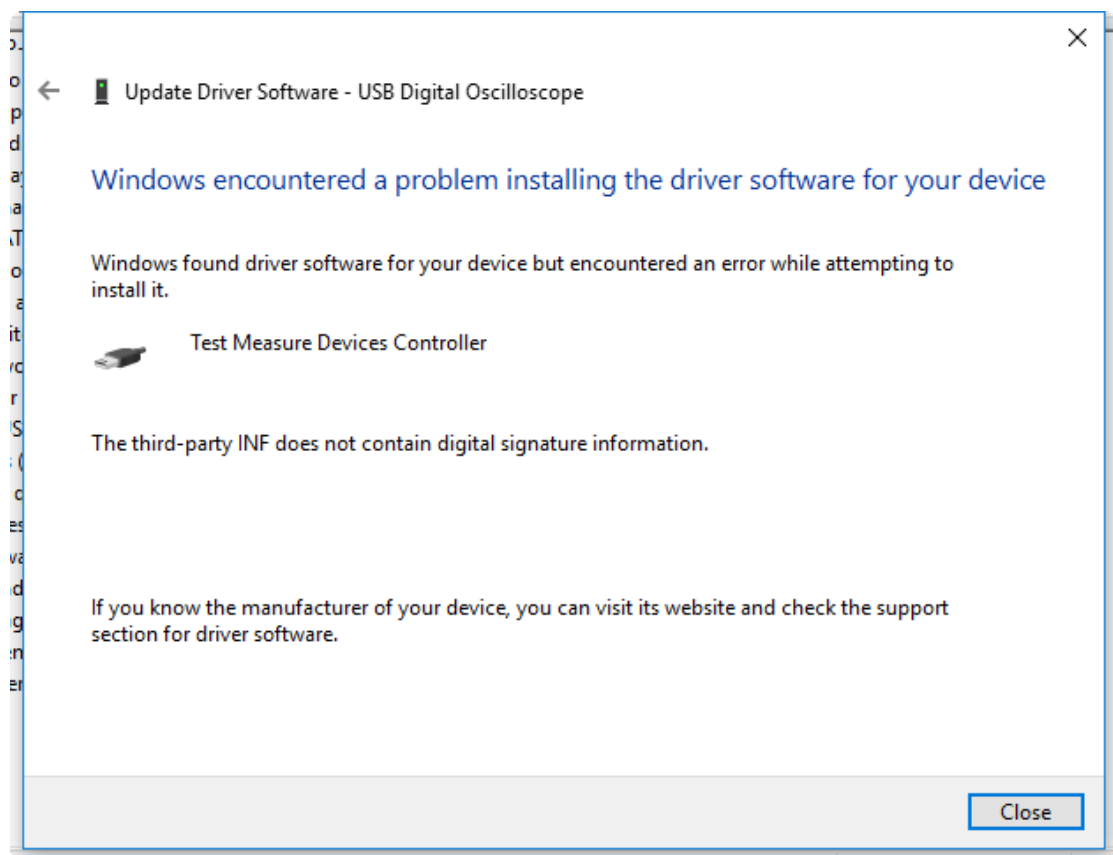 Update Driver Software - USB Digital Oscilloscope
Windows encountered a problem installing the driver software for your device
Windows found driver software for your device but encountered an error while attempting to
install it.
Test Measure Devices Controller
The third-party INF does not contain digital signature information.
If you know the manufacturer of your device, you can visit its website and check the support
section for driver software.
Close